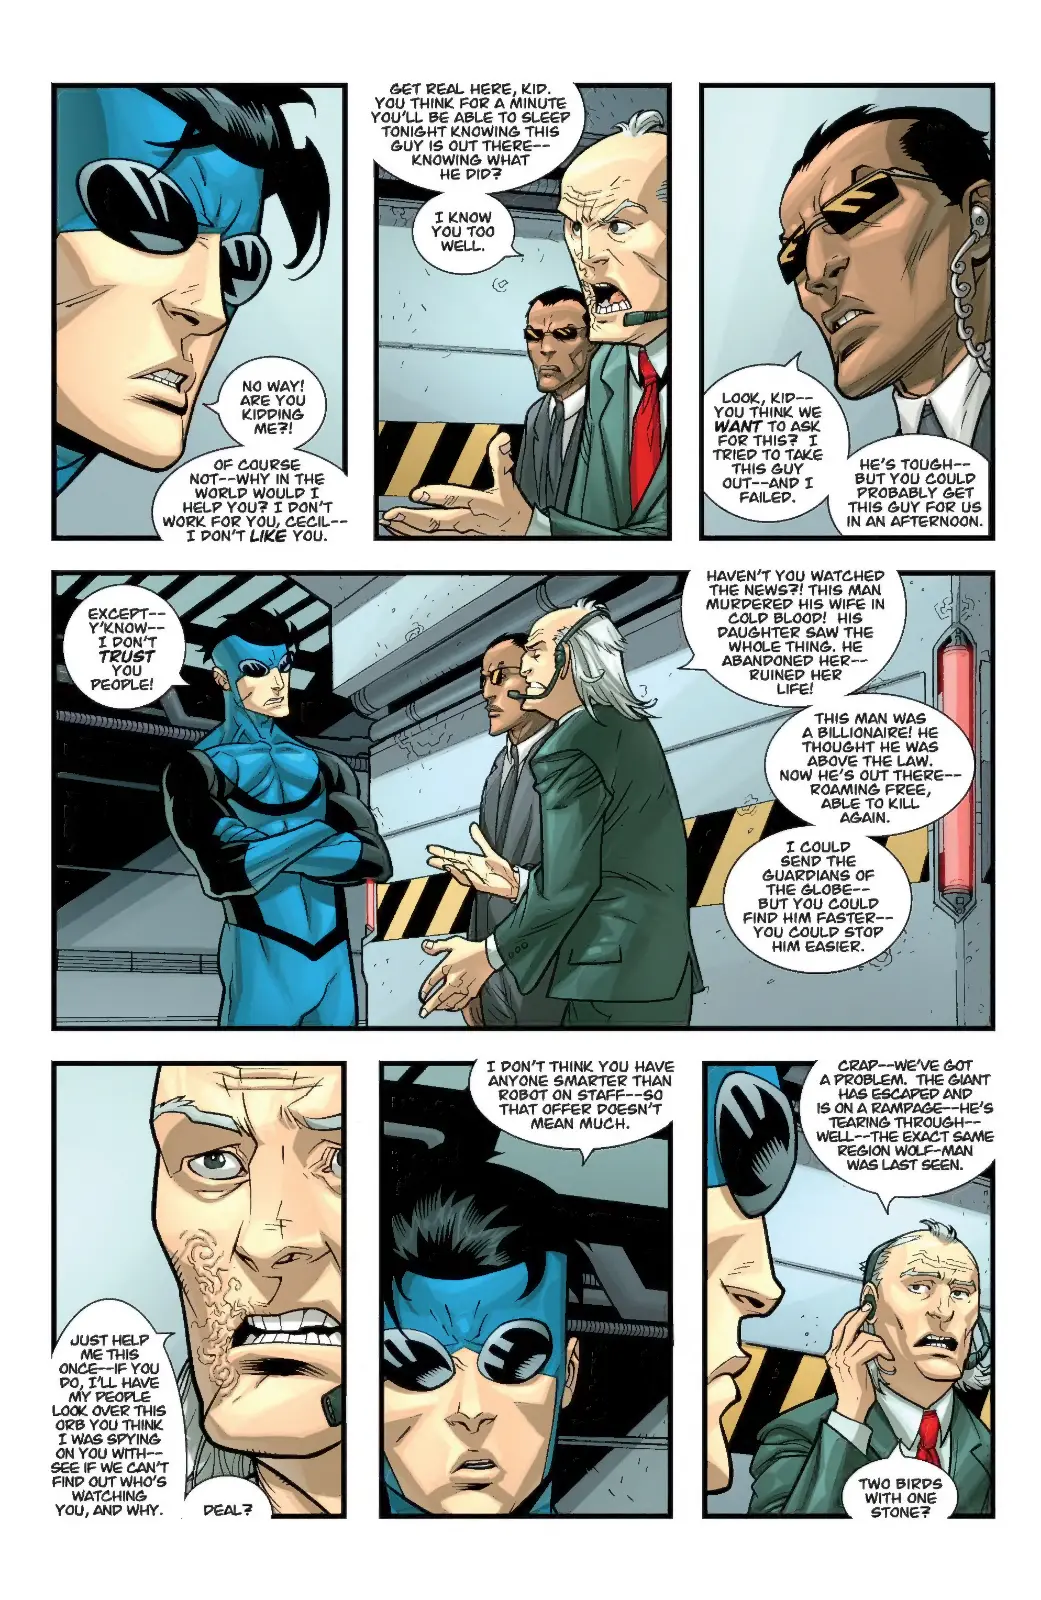 NO WAY!
ARE YOU
KIDDING
ME?!
OF COURSE
NOT--WHY IN THE
WORLD WOULD I
HELP YOU? I DON'T
WORK FOR YOU, CECIL--
I DON'T LIKE YOU.
GET REAL HERE, KID.
YOU THINK FOR A MINUTE
YOU'LL BE ABLE TO SLEEP
TONIGHT KNOWING THIS
GUY IS OUT THERE--
KNOWING WHAT
HE DID?
I KNOW
YOU TOO
WELL.
LOOK, KID--
YOU THINK WE
WANT TO ASK
FOR THIS? I
TRIED TO TAKE
THIS GUY
OUT--AND I
FAILED.
HE'S TOUGH--
BUT YOU COULD
PROBABLY GET
THIS GUY FOR US
IN AN AFTERNOON.
EXCEPT--
Y'KNOW--
I DON'T
TRUST
YOU
PEOPLE!
HAVEN'T YOU WATCHED
THE NEWS?! THIS MAN
MURDERED HIS WIFE IN
COLD BLOOD! HIS
DAUGHTER SAW THE
WHOLE THING. HE
ABANDONED HER--
RUINED HER
LIFE!
THIS MAN WAS
A BILLIONAIRE! HE
THOUGHT HE WAS
ABOVE THE LAW.
NOW HE'S OUT THERE--
ROAMING FREE,
ABLE TO KILL
AGAIN.
I COULD
SEND THE
GUARDIANS OF
THE GLOBE--
BUT YOU COULD
FIND HIM FASTER--
YOU COULD STOP
HIM EASIER.
JUST HELP
ME THIS
ONCE--IF YOU
DO, I'LL HAVE
MY PEOPLE
LOOK OVER THIS
ORB YOU THINK
I WAS SPYING
ON YOU WITH--
SEE IF WE CAN'T
FIND OUT WHO'S
WATCHING
YOU, AND WHY.
DEAL?
I DON'T THINK YOU HAVE
ANYONE SMARTER THAN
ROBOT ON STAFF--SO
THAT OFFER DOESN'T
MEAN MUCH.
CRAP--WE'VE GOT
A PROBLEM. THE GIANT
HAS ESCAPED AND
IS ON A RAMPAGE--HE'S
TEARING THROUGH--
WELL--THE EXACT SAME
REGION WOLF-MAN
WAS LAST SEEN.
TWO BIRDS
WITH ONE
STONE?